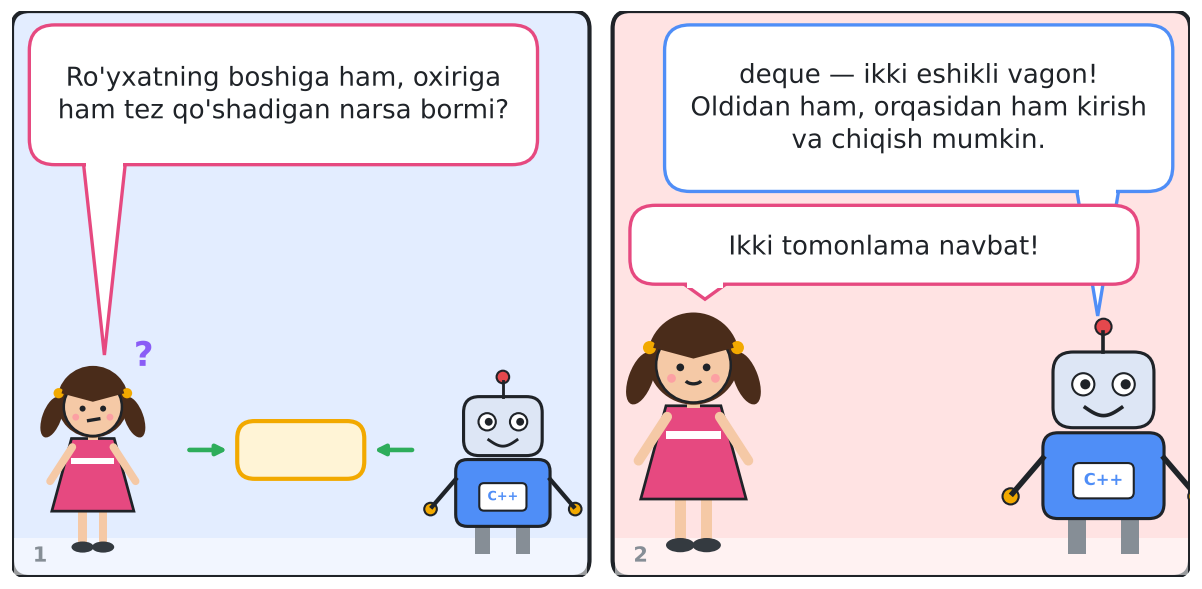 Ro'yxatning boshiga ham, oxiriga
ham tez qo'shadigan narsa bormi?
?
C++
1
deque — ikki eshikli vagon!
Oldidan ham, orqasidan ham kirish
va chiqish mumkin.
Ikki tomonlama navbat!
C++
2